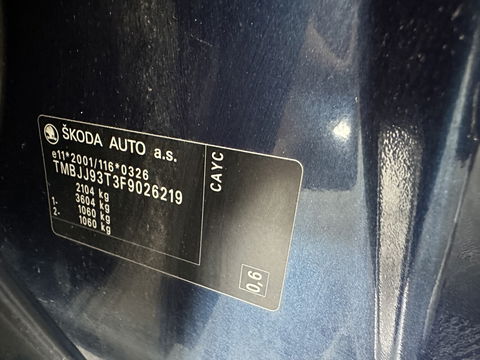 ŠKODA AUTO a.s.
e11*2001/116*0326
TMBJJ93T3F9026219
2104 kg
1- 3604 kg
2- 1060 kg
1060 kg
CAYC
0,6